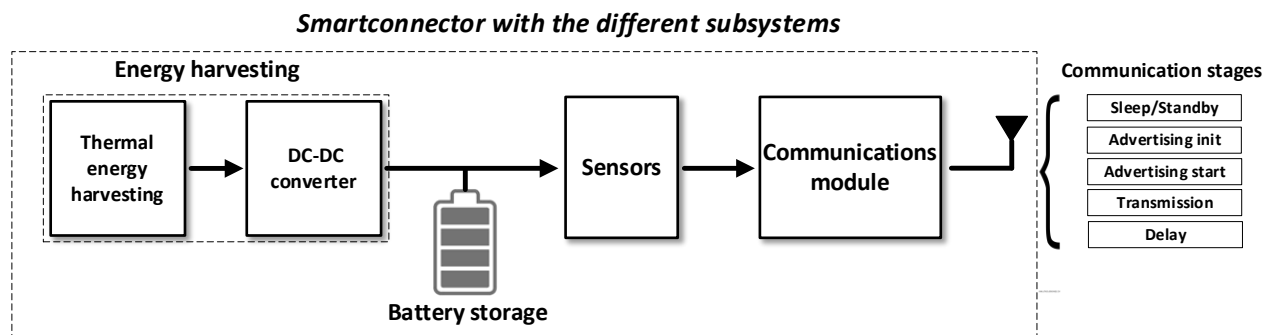 Smartconnector with the different subsystems
Energy harvesting
Thermal
energy
harvesting
DC-DC
converter
Battery storage
Sensors
Communications
module
Communication stages
Sleep/Standby
Advertising init
Advertising start
Transmission
Delay